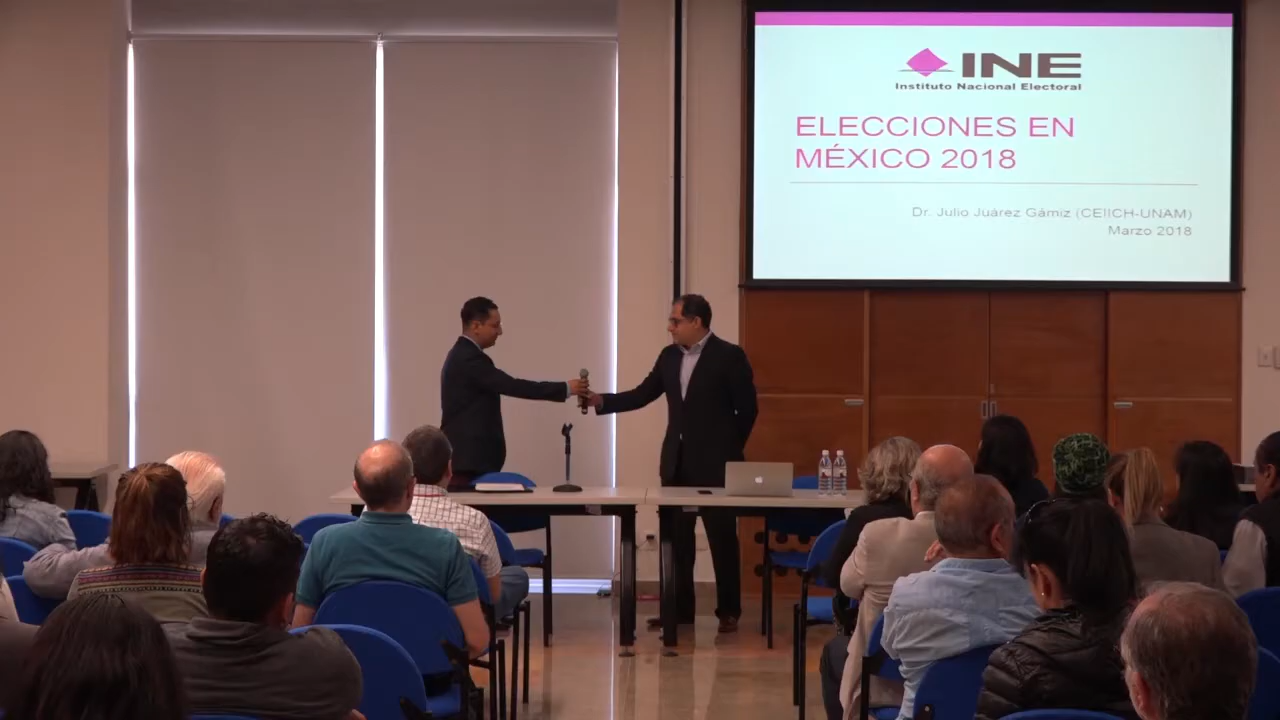 INE
Instituto Nacional Electoral
ELECCIONES EN
MÉXICO 2018
Dr. Julio Juárez Gámiz (CEIICH-UNAM)
Marzo 2018